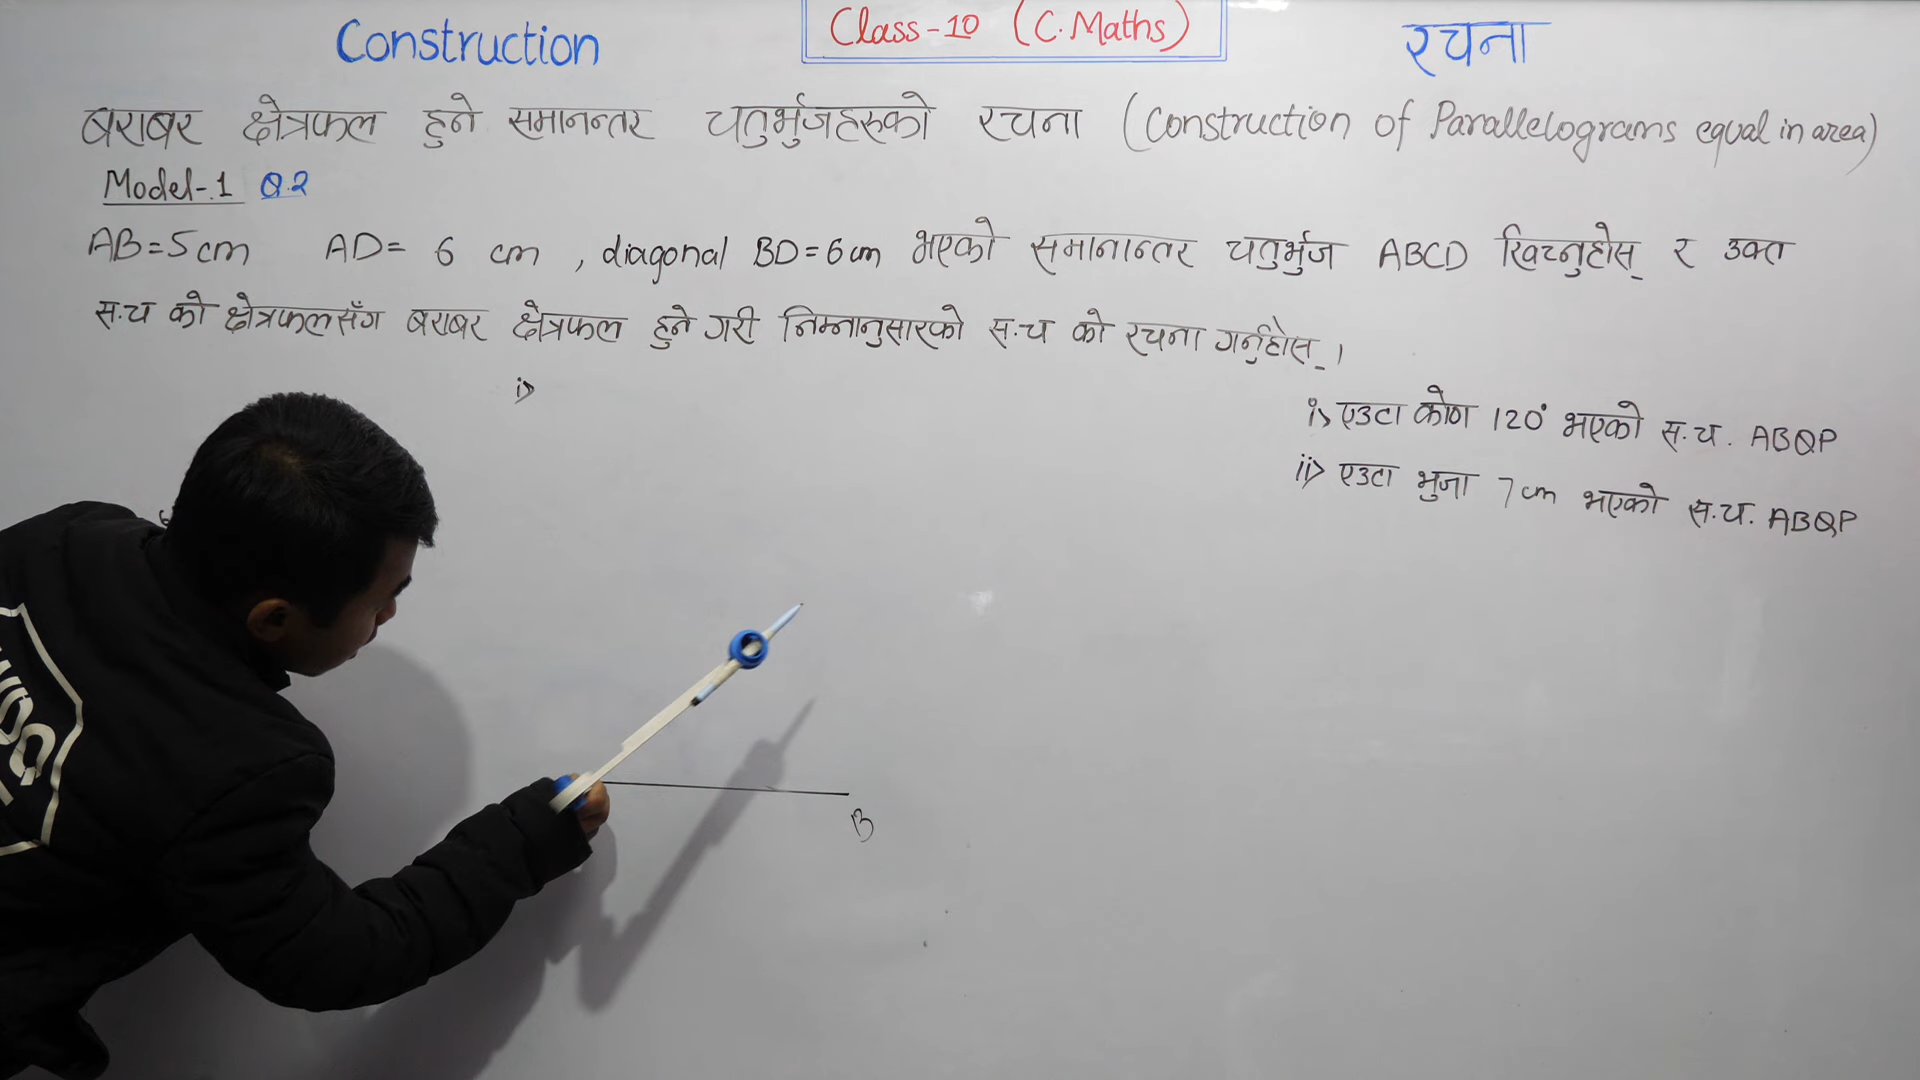 Construction
Class-10 (C.Maths)
रचना
बराबर क्षेत्रफल हुने समानन्तर चतुर्भुजहरुको रचना (Construction of Parallelograms equal in area)
Model-.1 Q.2
AB=5cm AD= 6 cm , diagonal BD=6cm भएको समानान्तर चतुर्भुज ABCD खिच्नुहोस् र उक्त
स.च को क्षेत्रफलसँग बराबर क्षेत्रफल हुने गरी निम्नानुसारको स.च को रचना गर्नुहोस् ।
i>
i> एउटा कोण 120° भएको स.च. ABQP
ii> एउटा भुजा 7cm भएको स.च. ABQP
B